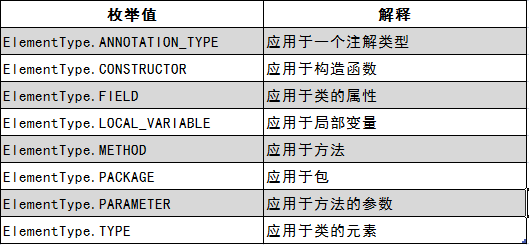 枚举值 解释
ElementType.ANNOTATION_TYPE 应用于一个注解类型
ElementType.CONSTRUCTOR 应用于构造函数
ElementType.FIELD 应用于类的属性
ElementType.LOCAL_VARIABLE 应用于局部变量
ElementType.METHOD 应用于方法
ElementType.PACKAGE 应用于包
ElementType.PARAMETER 应用于方法的参数
ElementType.TYPE 应用于类的元素